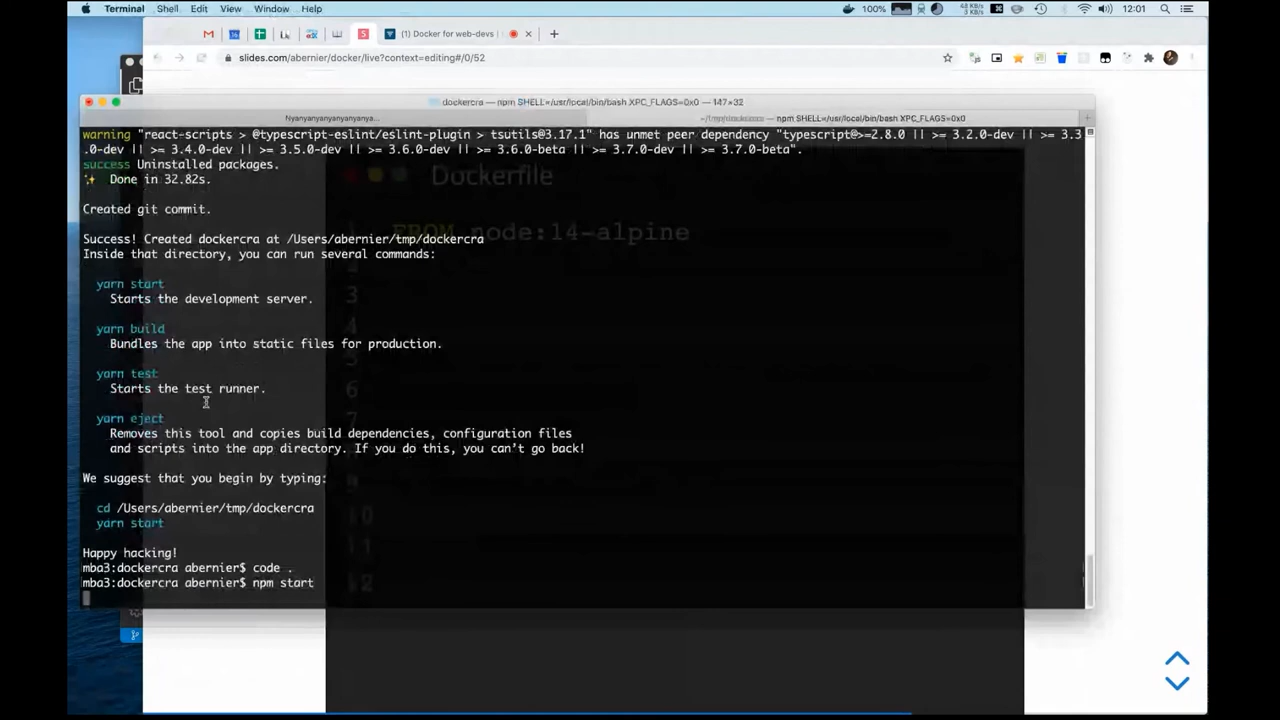 Terminal Shell Edit View Window Help 100% 48 KB/s 3 KB/s 12:01
(1) Docker for web-devs
slides.com/abernier/docker/live?context=editing#/0/52
dockercra — npm SHELL=/usr/local/bin/bash XPC_FLAGS=0x0 — 147×32
Nyanyanyanyanyanyanya...
~/tmp/dockercra — npm SHELL=/usr/local/bin/bash XPC_FLAGS=0x0
warning "react-scripts > @typescript-eslint/eslint-plugin > tsutils@3.17.1" has unmet peer dependency "typescript@>=2.8.0 || >= 3.2.0-dev || >= 3.3
.0-dev || >= 3.4.0-dev || >= 3.5.0-dev || >= 3.6.0-dev || >= 3.6.0-beta || >= 3.7.0-dev || >= 3.7.0-beta".
success Uninstalled packages.
Done in 32.82s.
Dockerfile
Created git commit.
FROM node:14-alpine
Success! Created dockercra at /Users/abernier/tmp/dockercra
Inside that directory, you can run several commands:
yarn start
3
Starts the development server.
4
yarn build
Bundles the app into static files for production.
yarn test
Starts the test runner.
6
yarn eject
7
Removes this tool and copies build dependencies, configuration files
and scripts into the app directory. If you do this, you can't go back!
We suggest that you begin by typing:
cd /Users/abernier/tmp/dockercra
10
yarn start
11
Happy hacking!
mba3:dockercra abernier$ code .
mba3:dockercra abernier$ npm start
12